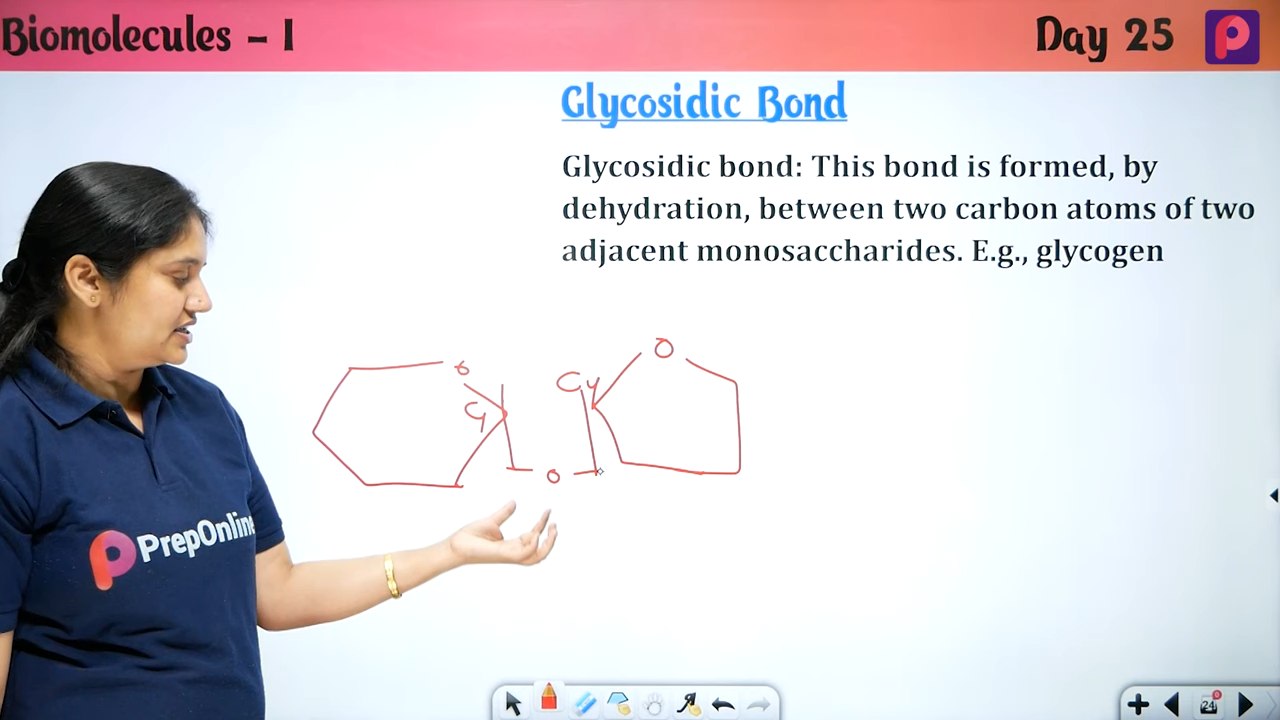 Biomolecules – I
Day 25
Glycosidic Bond
Glycosidic bond: This bond is formed, by
dehydration, between two carbon atoms of two
adjacent monosaccharides. E.g., glycogen
O
O
C4
O
PrepOnline
24